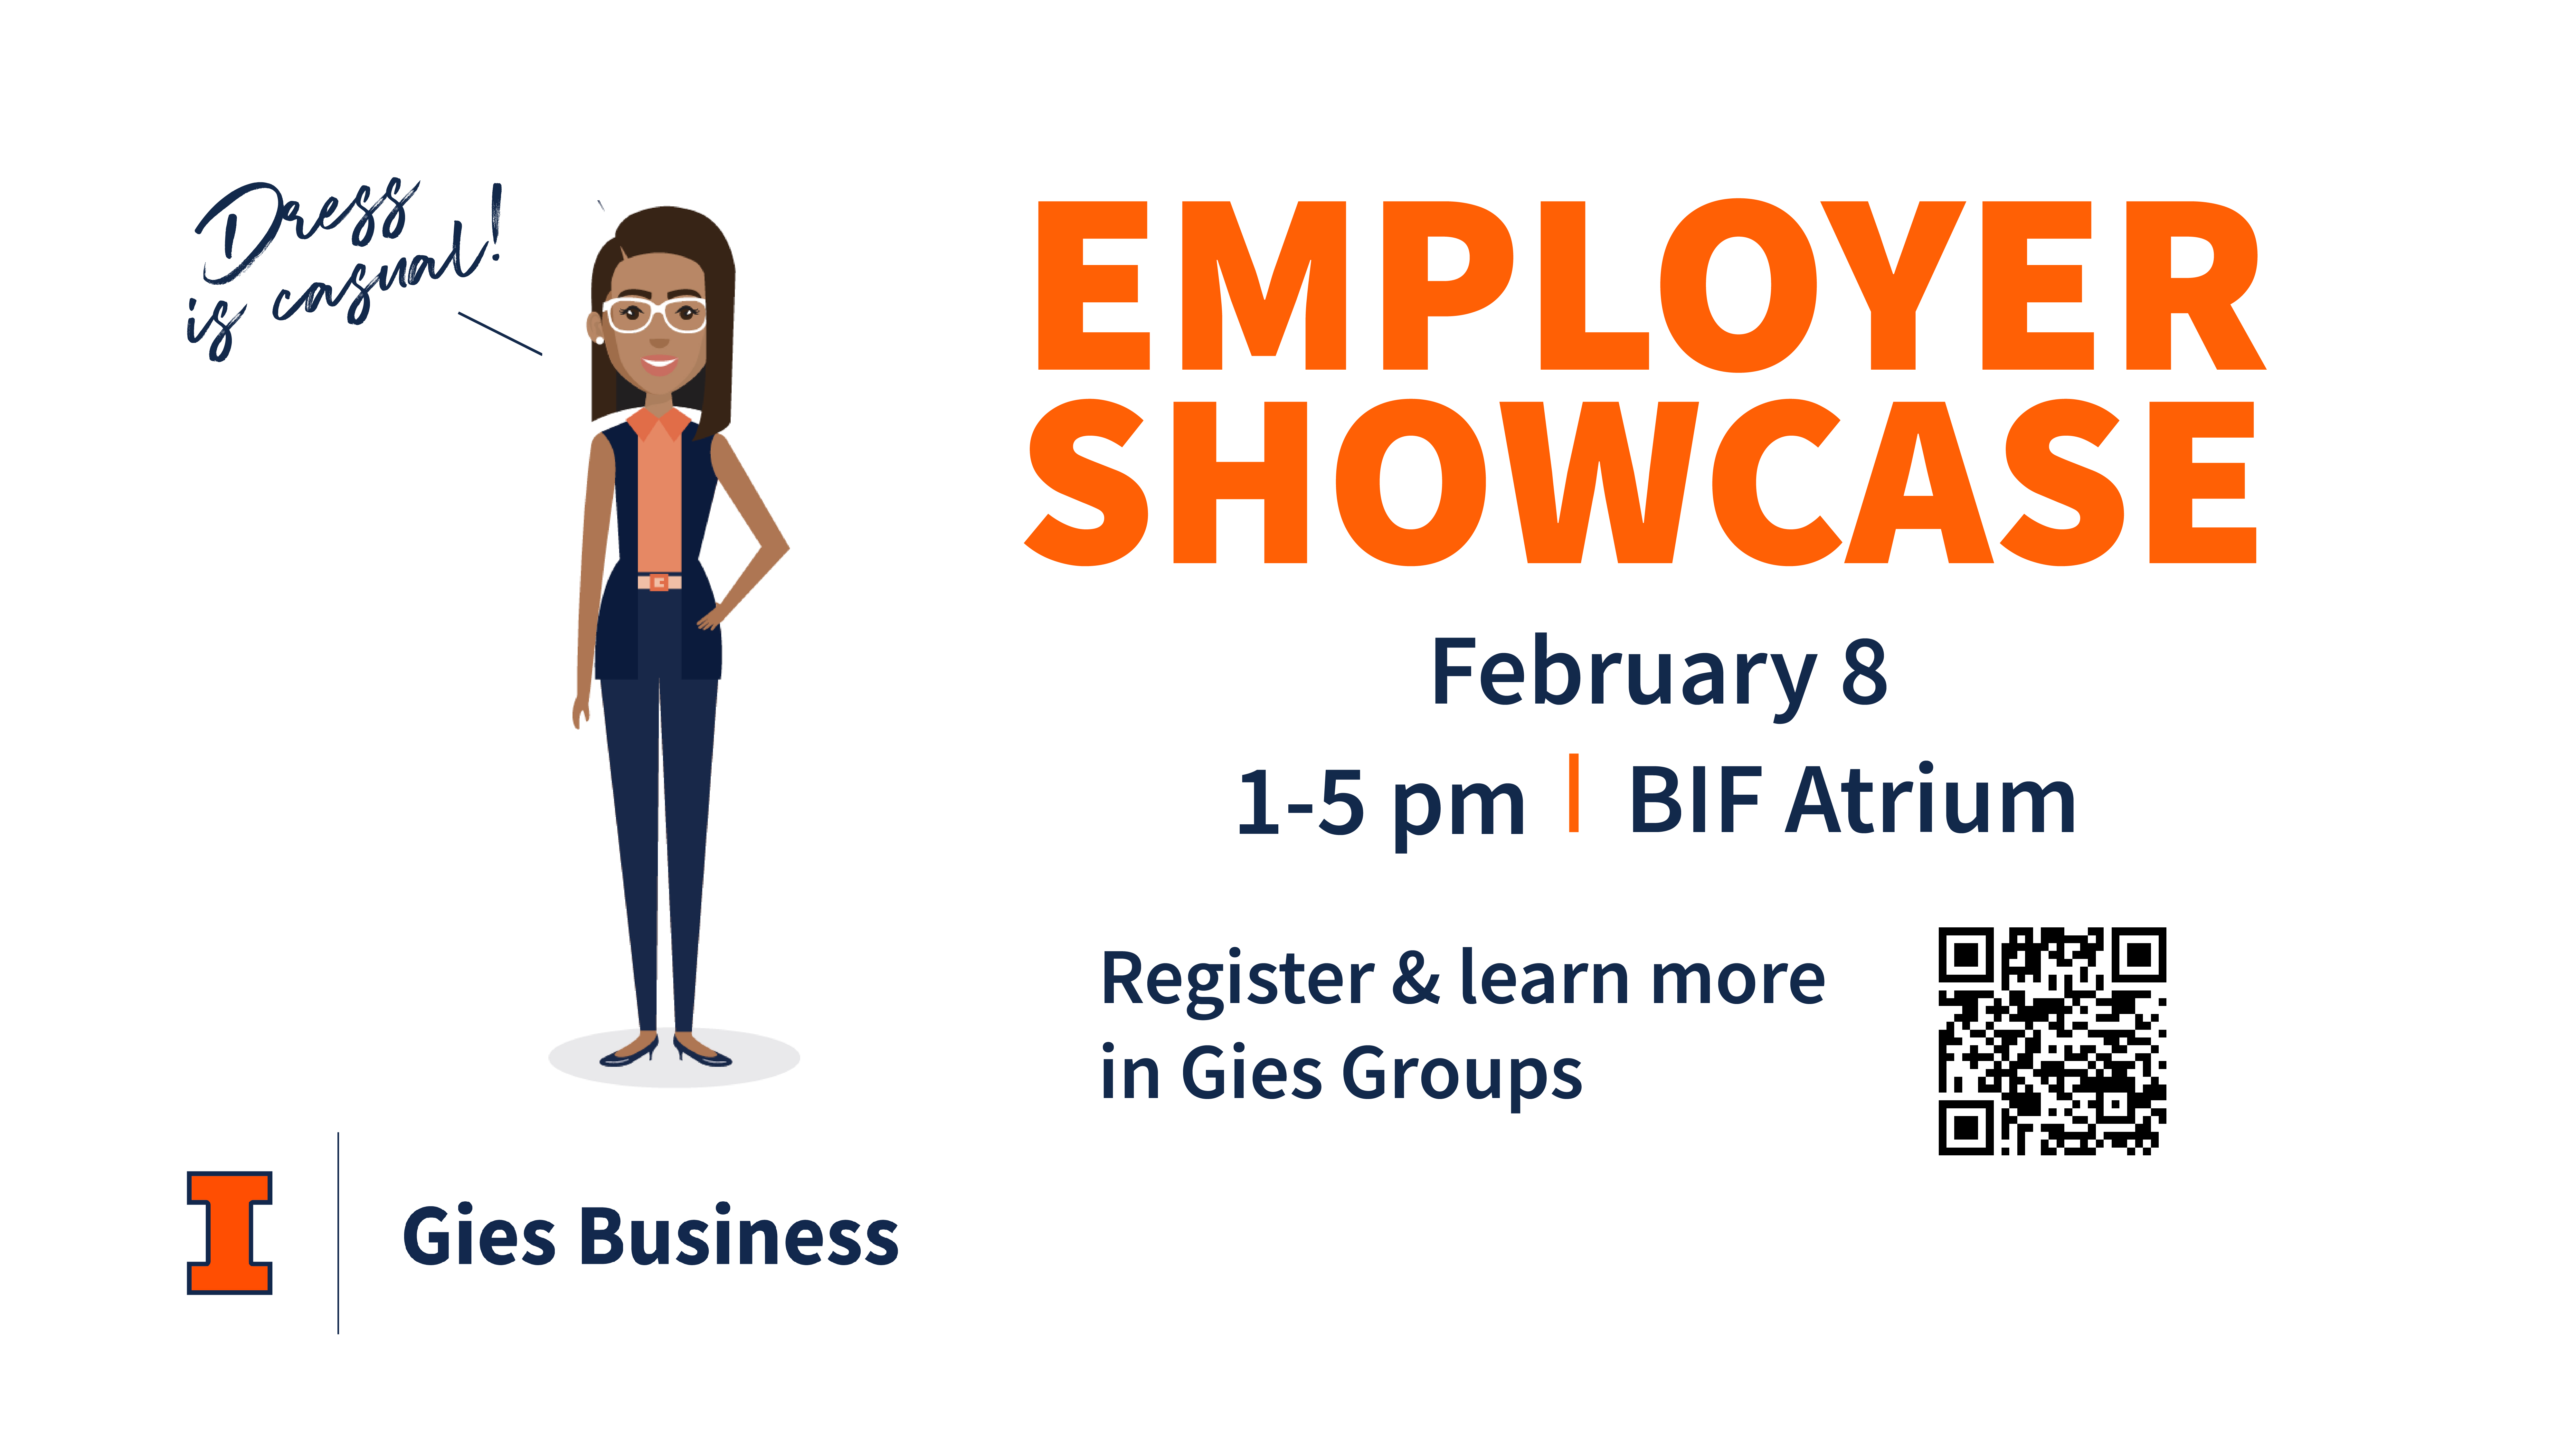 Dress
is casual!
EMPLOYER
SHOWCASE
February 8
1-5 pm | BIF Atrium
Register & learn more
in Gies Groups
I
Gies Business